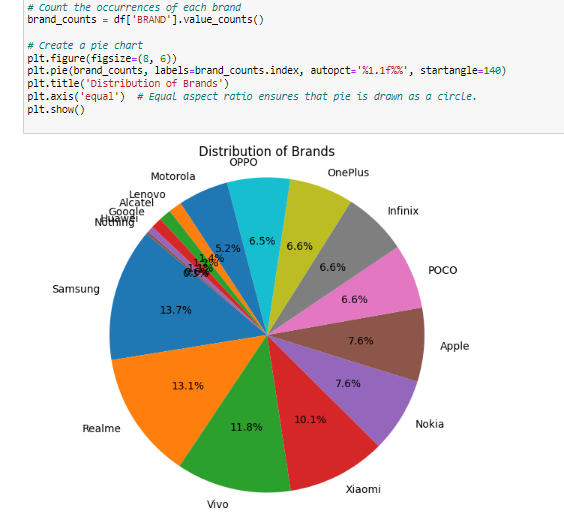 # Count the occurrences of each brand
brand_counts = df['BRAND'].value_counts()
# Create a pie chart
plt.figure(figsize=(8, 6))
plt.pie(brand_counts, labels=brand_counts.index, autopct='%1.1f%%', startangle=140)
plt.title('Distribution of Brands')
plt.axis('equal')  # Equal aspect ratio ensures that pie is drawn as a circle.
plt.show()
Distribution of Brands
OPPO
OnePlus
Motorola
Lenovo
Alcatel
Google
Huawei
Nothing
Infinix
POCO
Apple
Nokia
Xiaomi
Vivo
Realme
Samsung
6.5%
6.6%
5.2%
1.4%
6.6%
6.6%
7.6%
7.6%
10.1%
11.8%
13.1%
13.7%